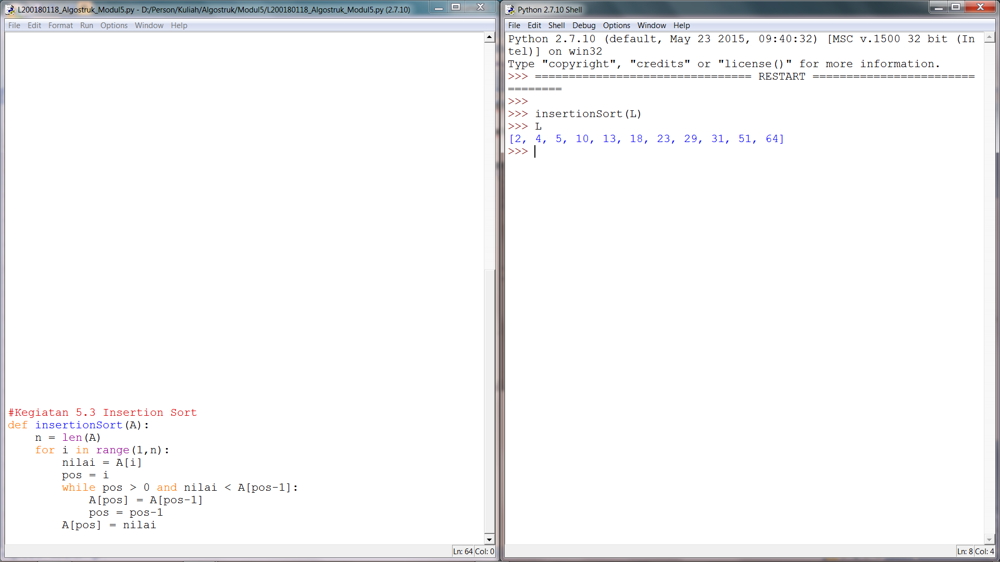 L200180118_Algostruk_Modul5.py - D:/Person/Kuliah/Algostruk/Modul5/L200180118_Algostruk_Modul5.py (2.7.10)
File Edit Format Run Options Window Help
#Kegiatan 5.3 Insertion Sort
def insertionSort(A):
    n = len(A)
    for i in range(1,n):
        nilai = A[i]
        pos = i
        while pos > 0 and nilai < A[pos-1]:
            A[pos] = A[pos-1]
            pos = pos-1
        A[pos] = nilai
Ln: 64 Col: 0
Python 2.7.10 Shell
File Edit Shell Debug Options Window Help
Python 2.7.10 (default, May 23 2015, 09:40:32) [MSC v.1500 32 bit (In
tel)] on win32
Type "copyright", "credits" or "license()" for more information.
>>> ================================ RESTART ========================
========
>>>
>>> insertionSort(L)
>>> L
[2, 4, 5, 10, 13, 18, 23, 29, 31, 51, 64]
>>>
Ln: 8 Col: 4